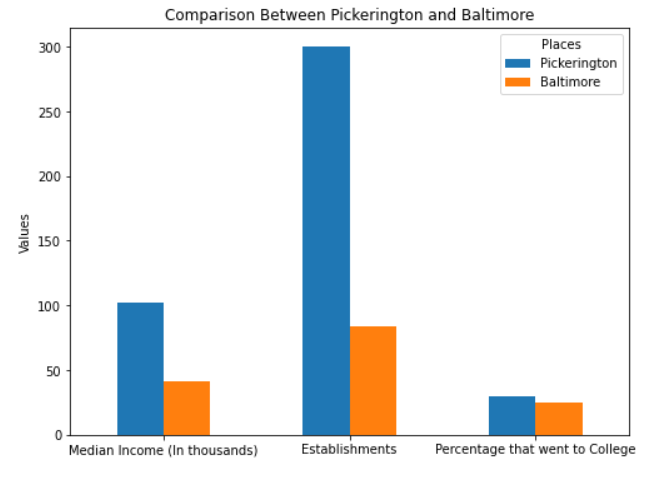 Comparison Between Pickerington and Baltimore
Places
Pickerington
Baltimore
300
250
200
150
100
50
0
Values
Median Income (In thousands)
Establishments
Percentage that went to College